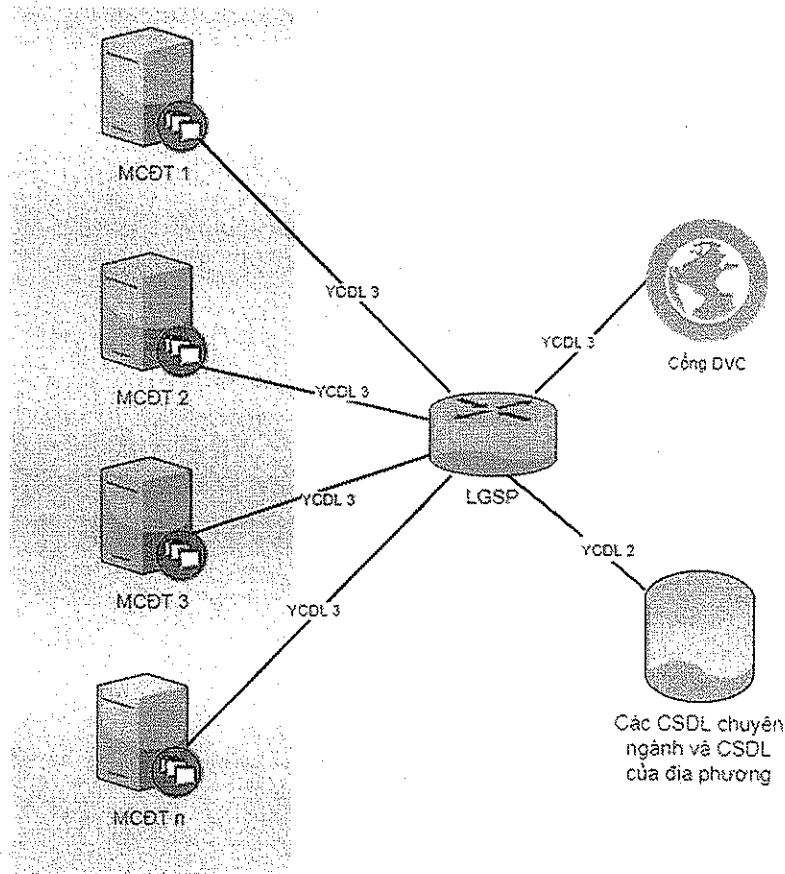 MCĐT 1
YCDL 3
MCĐT 2
YCDL 3
YCDL 3
Cổng DVC
LGSP
MCĐT 3
YCDL 3
YCDL 2
YCDL 3
MCĐT n
Các CSDL chuyên
ngành và CSDL
của địa phương